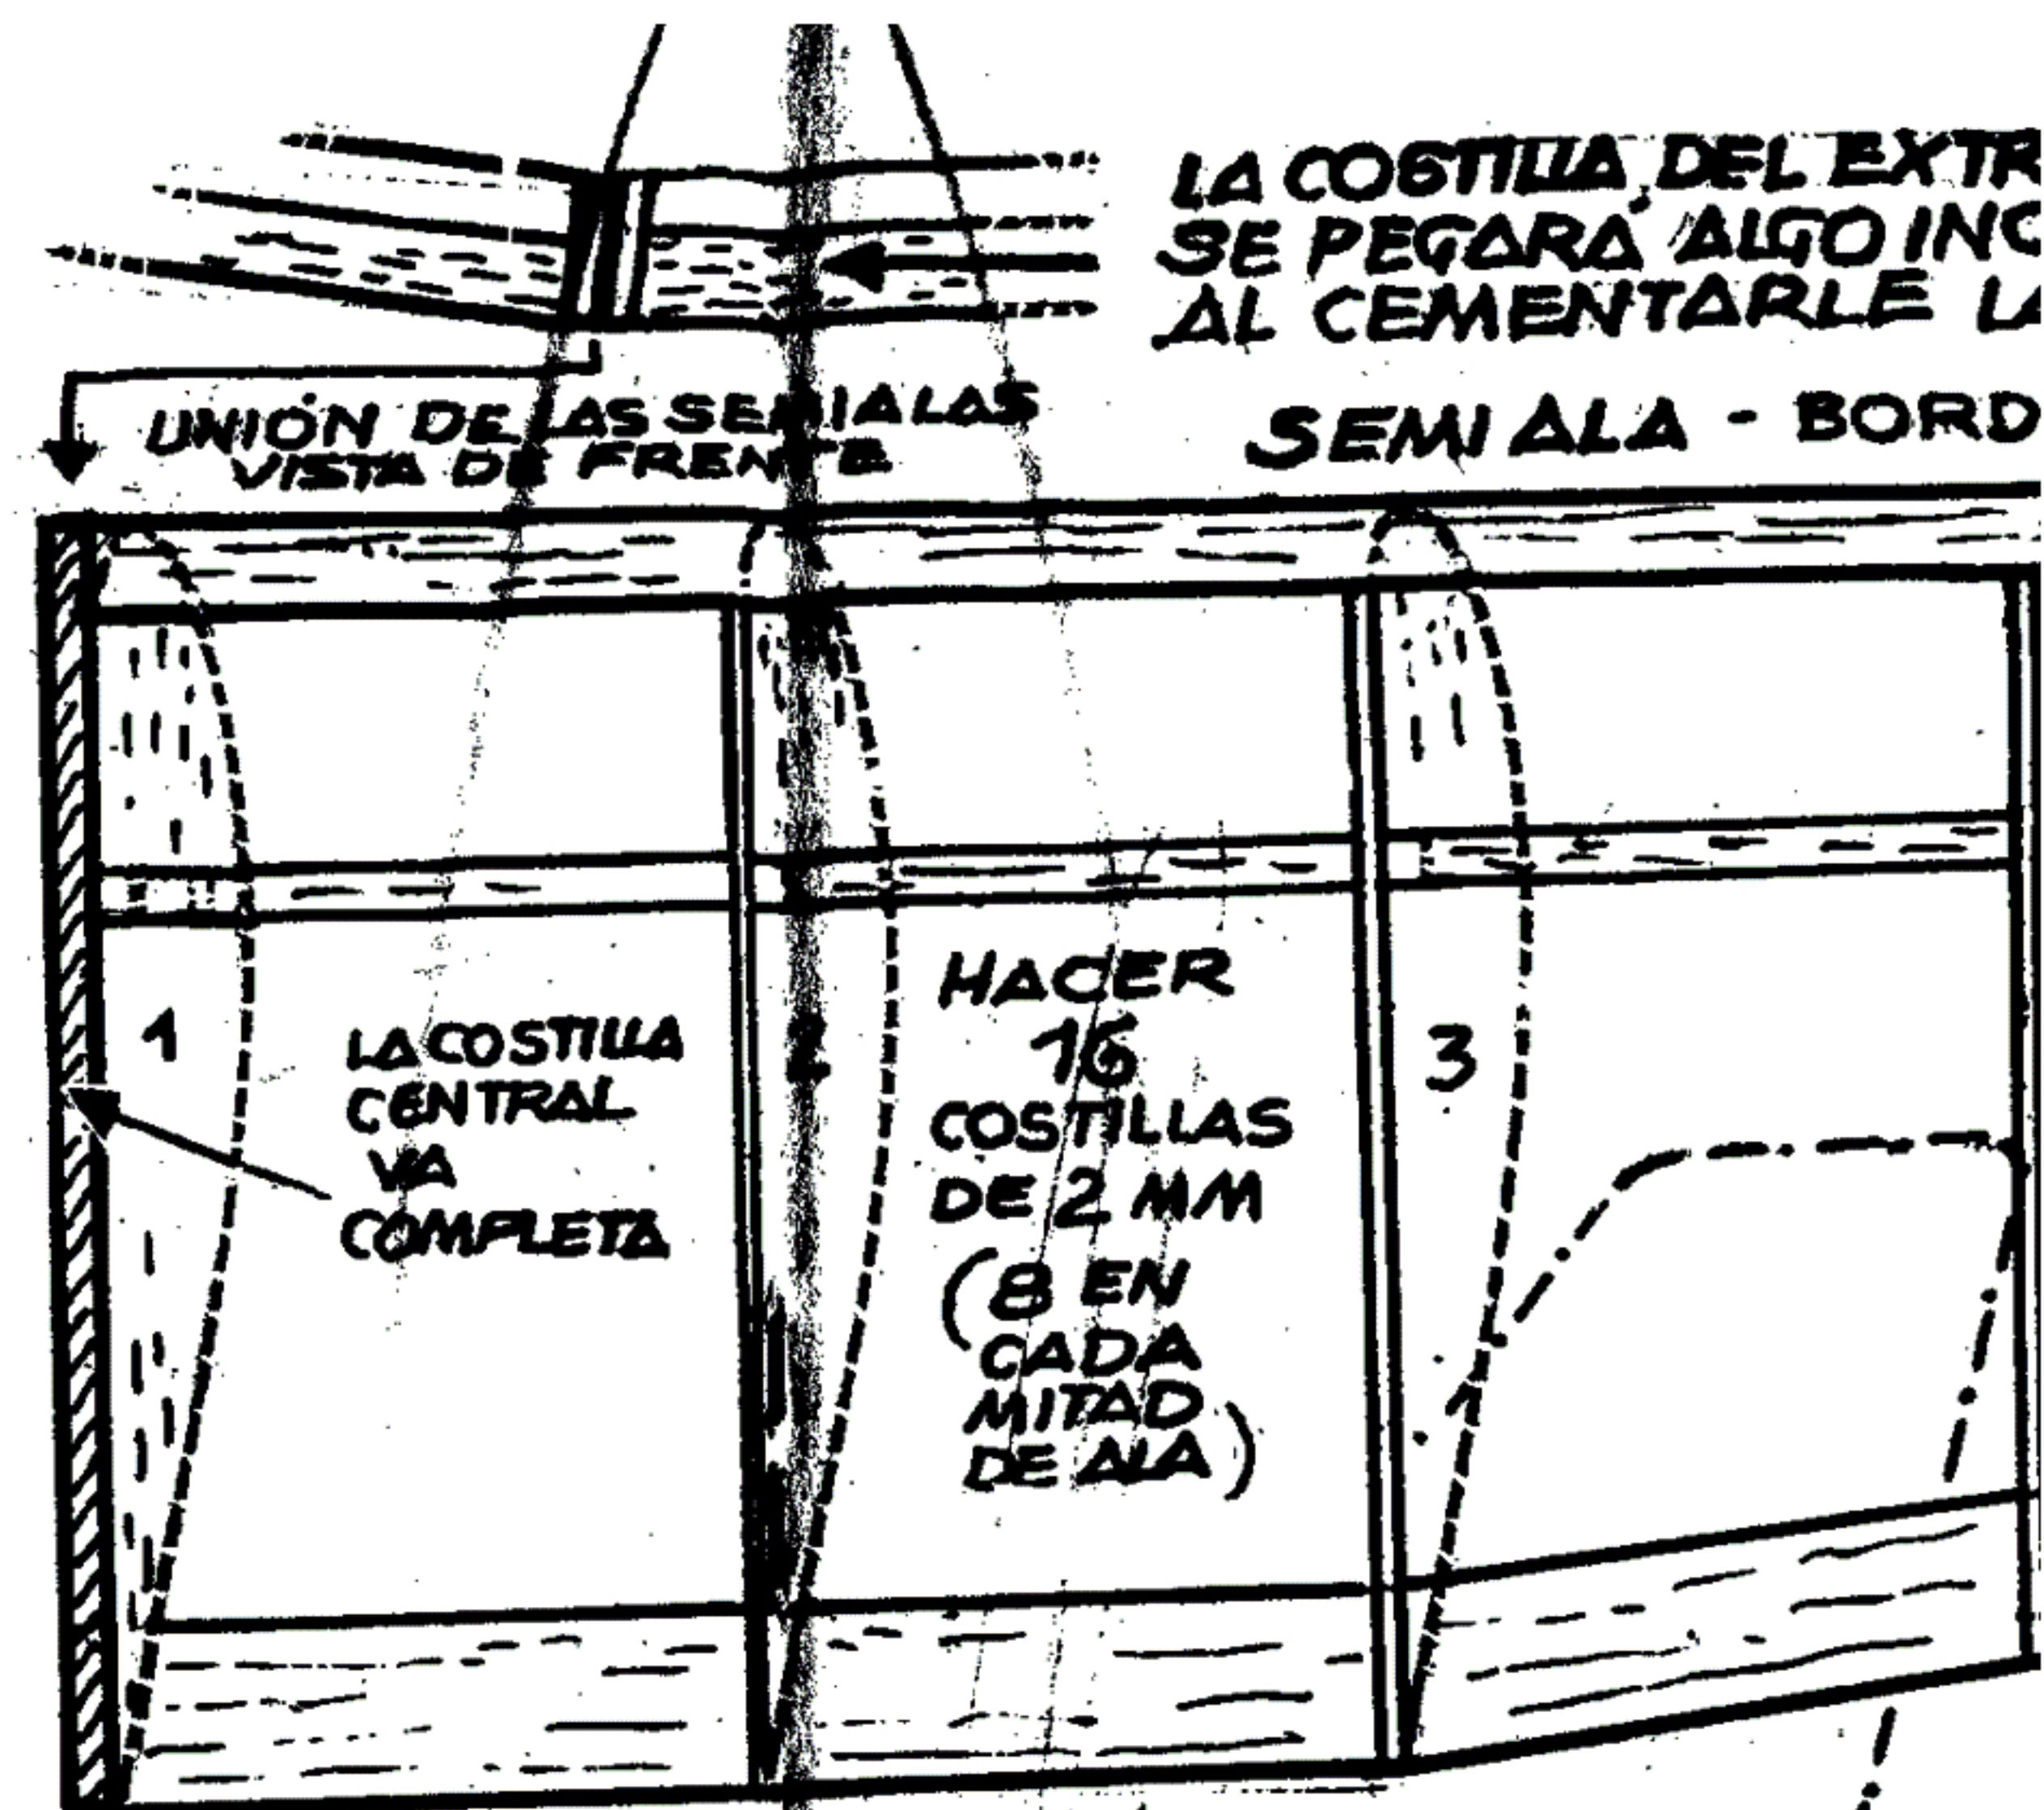 LA COSTILLA DEL EXTR
SE PEGARÁ ALGO INC
AL CEMENTARLE LA
UNIÓN DE LAS SEMIALAS
VISTA DE FRENTE
SEMI ALA - BORD
1
LA COSTILLA
CENTRAL
VA
COMPLETA
2
HACER
16
COSTILLAS
DE 2 MM
(8 EN
CADA
MITAD
DE ALA)
3